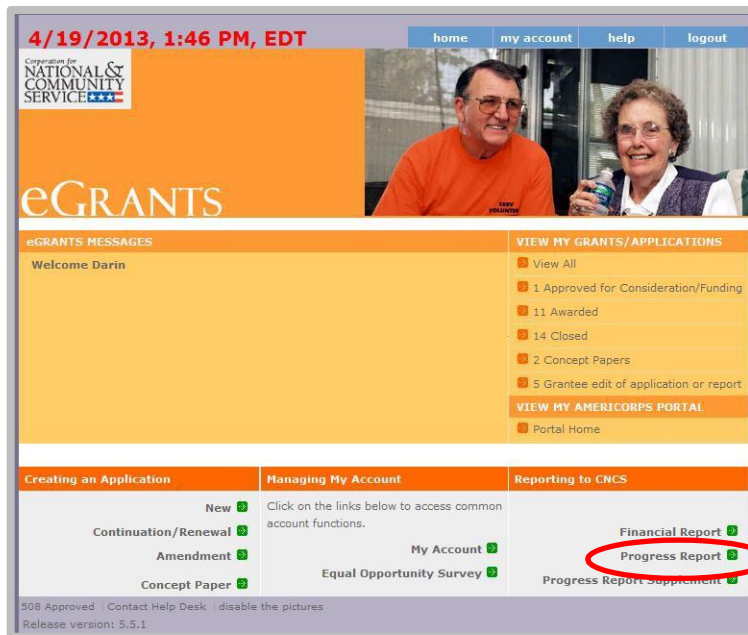 4/19/2013, 1:46 PM, EDT
home my account help logout
Corporation for
NATIONAL &
COMMUNITY
SERVICE
eGRANTS
CERT
VOLUNTEER
eGRANTS MESSAGES
Welcome Darin
VIEW MY GRANTS/APPLICATIONS
View All
1 Approved for Consideration/Funding
11 Awarded
14 Closed
2 Concept Papers
5 Grantee edit of application or report
VIEW MY AMERICORPS PORTAL
Portal Home
Creating an Application
New
Continuation/Renewal
Amendment
Concept Paper
Managing My Account
Click on the links below to access common
account functions.
My Account
Equal Opportunity Survey
Reporting to CNCS
Financial Report
Progress Report
Progress Report Supplement
508 Approved | Contact Help Desk | disable the pictures
Release version: 5.5.1